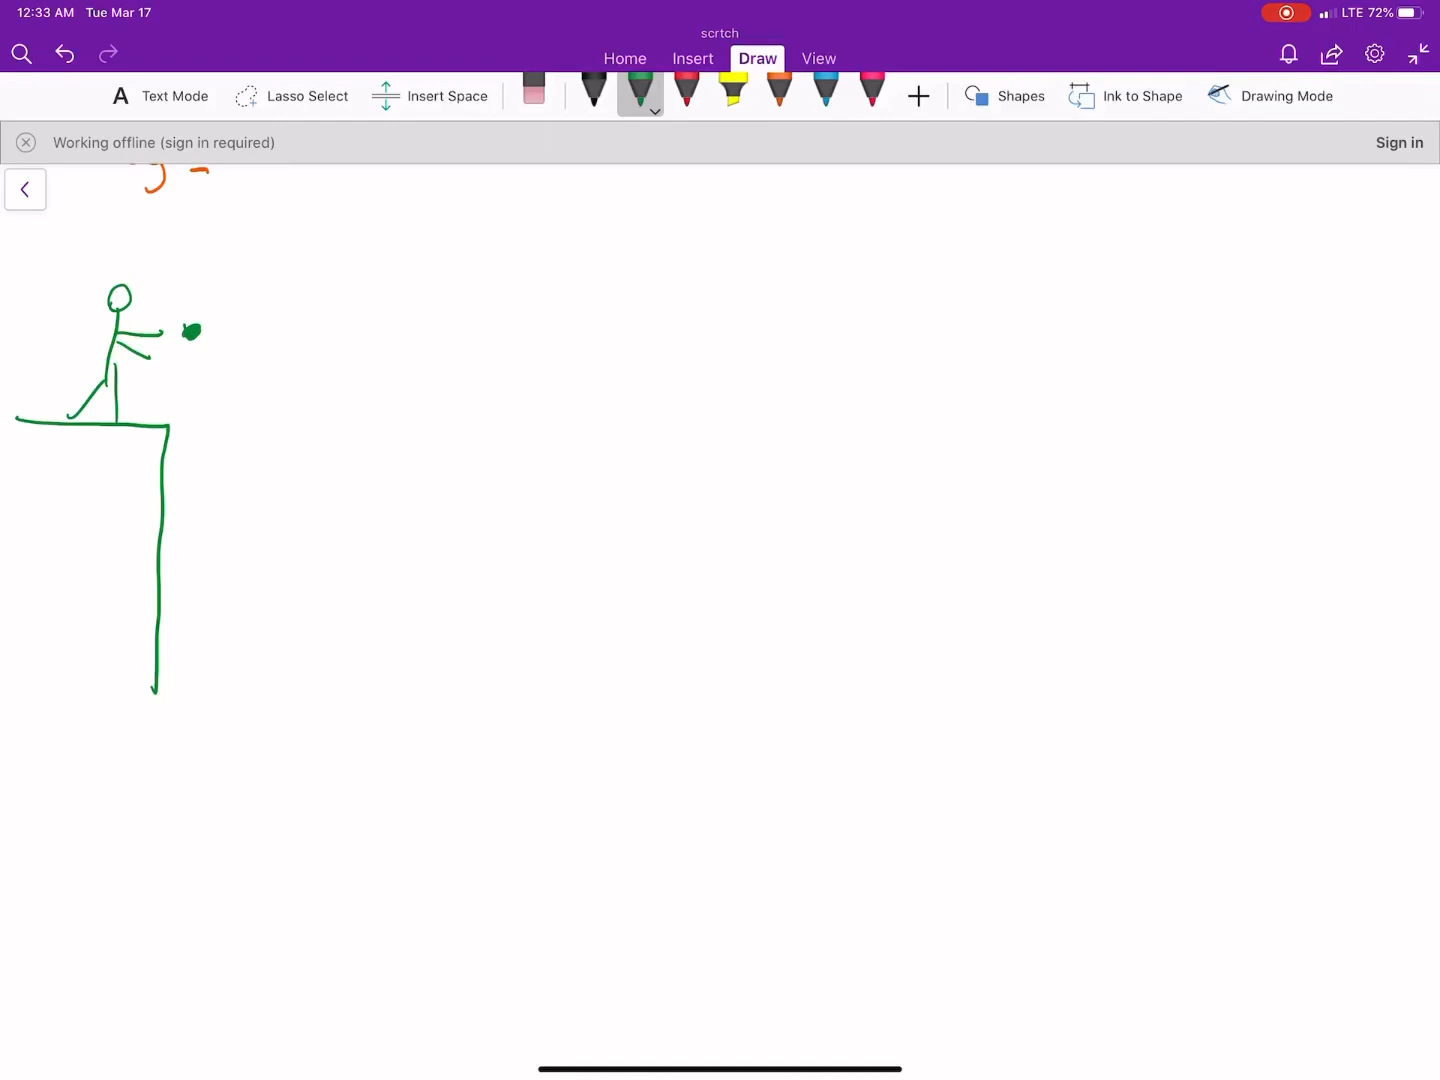 12:33 AM Tue Mar 17 LTE 72%
scrtch
Home Insert Draw View
A Text Mode Lasso Select Insert Space Shapes Ink to Shape Drawing Mode
Working offline (sign in required) Sign in